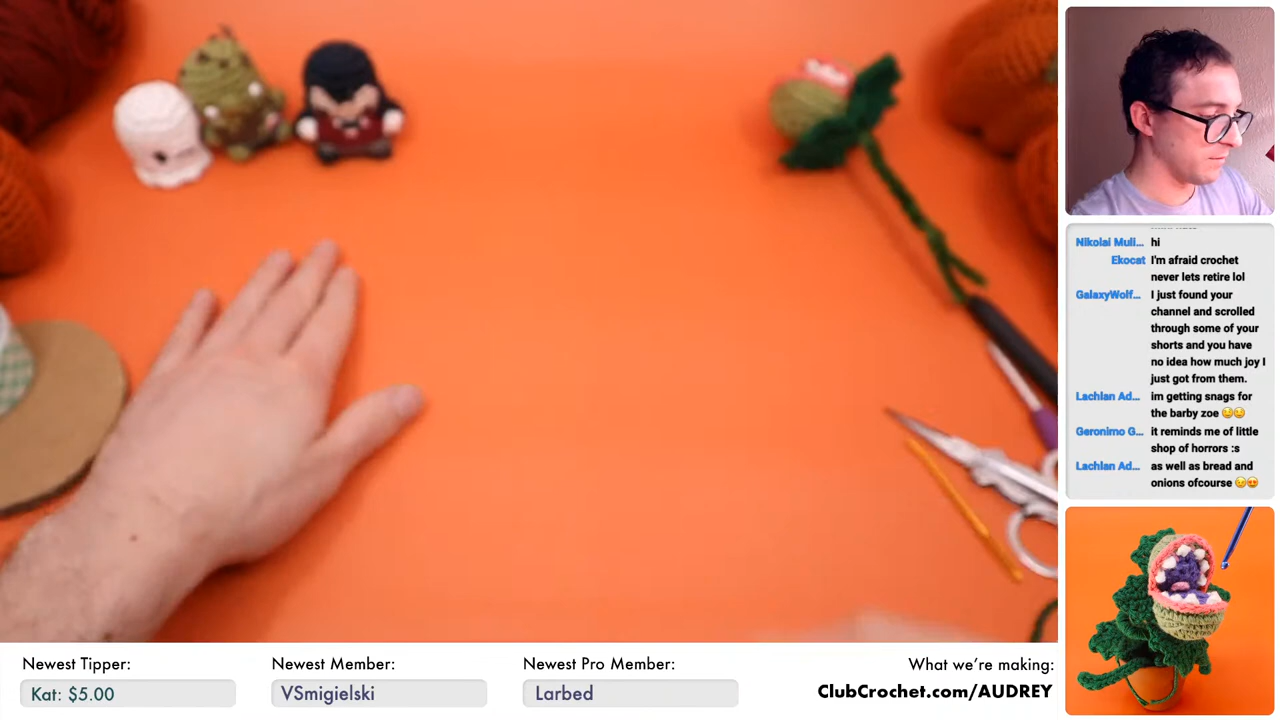 Nikolai Muli... hi
Ekocat I'm afraid crochet
never lets retire lol
GalaxyWolf... I just found your
channel and scrolled
through some of your
shorts and you have
no idea how much joy I
just got from them.
Lachlan Ad... im getting snags for
the barby zoe 😉😉
Geronimo G... it reminds me of little
shop of horrors :s
Lachlan Ad... as well as bread and
onions ofcourse 😉😍
Newest Tipper:
Kat: $5.00
Newest Member:
VSmigielski
Newest Pro Member:
Larbed
What we're making:
ClubCrochet.com/AUDREY